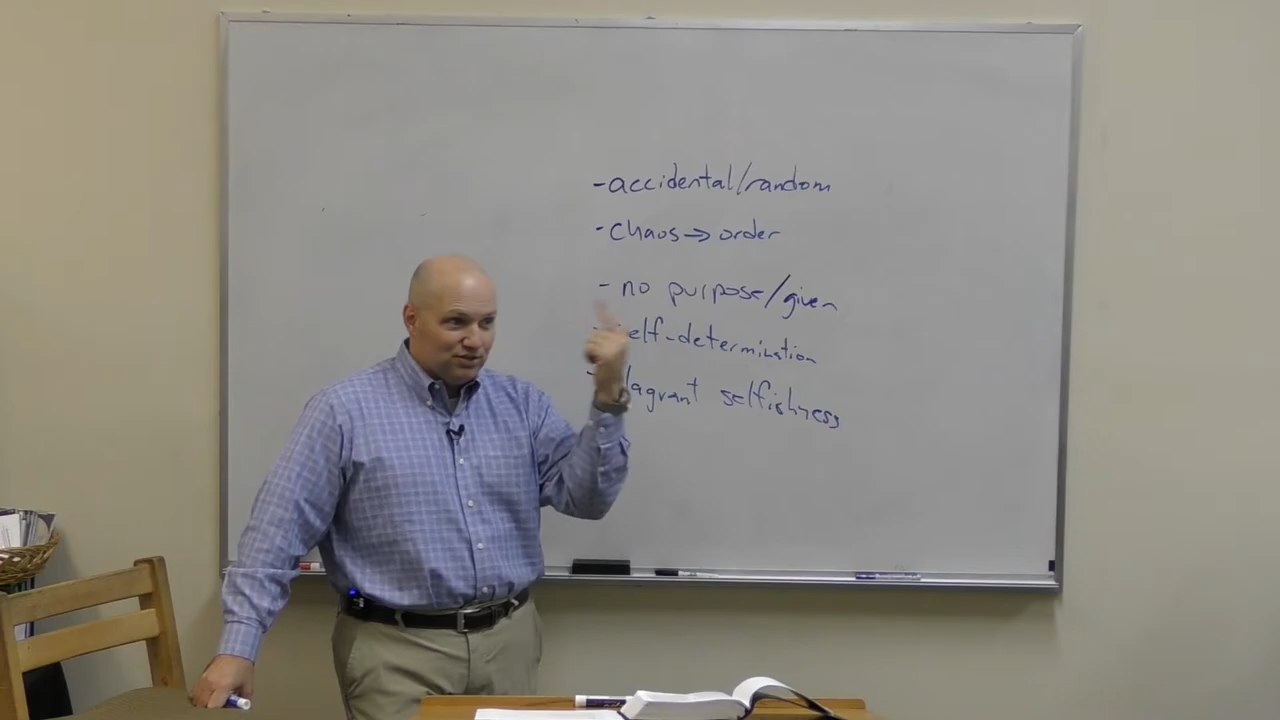 -accidental/random
-chaos→order
-no purpose/given
elf-determination
lagrant selfishness